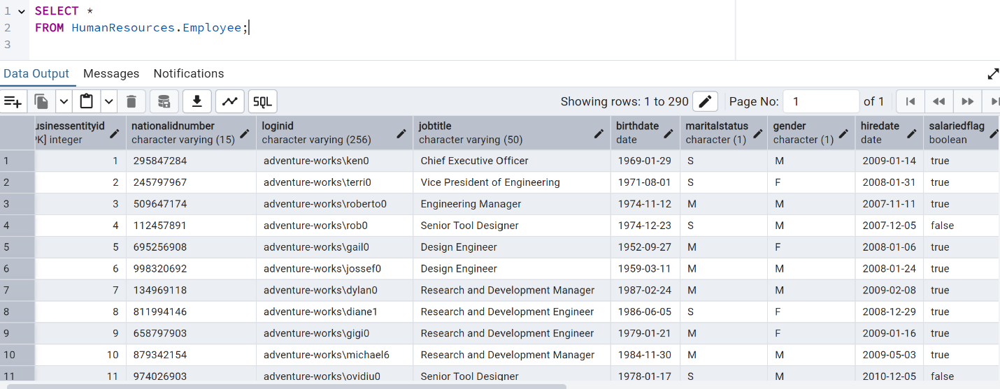 1 SELECT *
2 FROM HumanResources.Employee;
3
Data Output Messages Notifications
SQL Showing rows: 1 to 290 Page No: 1 of 1
usinessentityid nationalidnumber loginid jobtitle birthdate maritalstatus gender hiredate salariedflag
PK] integer character varying (15) character varying (256) character varying (50) date character (1) character (1) date boolean
1 1 295847284 adventure-works\ken0 Chief Executive Officer 1969-01-29 S M 2009-01-14 true
2 2 245797967 adventure-works\terri0 Vice President of Engineering 1971-08-01 S F 2008-01-31 true
3 3 509647174 adventure-works\roberto0 Engineering Manager 1974-11-12 M M 2007-11-11 true
4 4 112457891 adventure-works\rob0 Senior Tool Designer 1974-12-23 S M 2007-12-05 false
5 5 695256908 adventure-works\gail0 Design Engineer 1952-09-27 M F 2008-01-06 true
6 6 998320692 adventure-works\jossef0 Design Engineer 1959-03-11 M M 2008-01-24 true
7 7 134969118 adventure-works\dylan0 Research and Development Manager 1987-02-24 M M 2009-02-08 true
8 8 811994146 adventure-works\diane1 Research and Development Engineer 1986-06-05 S F 2008-12-29 true
9 9 658797903 adventure-works\gigi0 Research and Development Engineer 1979-01-21 M F 2009-01-16 true
10 10 879342154 adventure-works\michael6 Research and Development Manager 1984-11-30 M M 2009-05-03 true
11 11 974026903 adventure-works\ovidiu0 Senior Tool Designer 1978-01-17 S M 2010-12-05 false